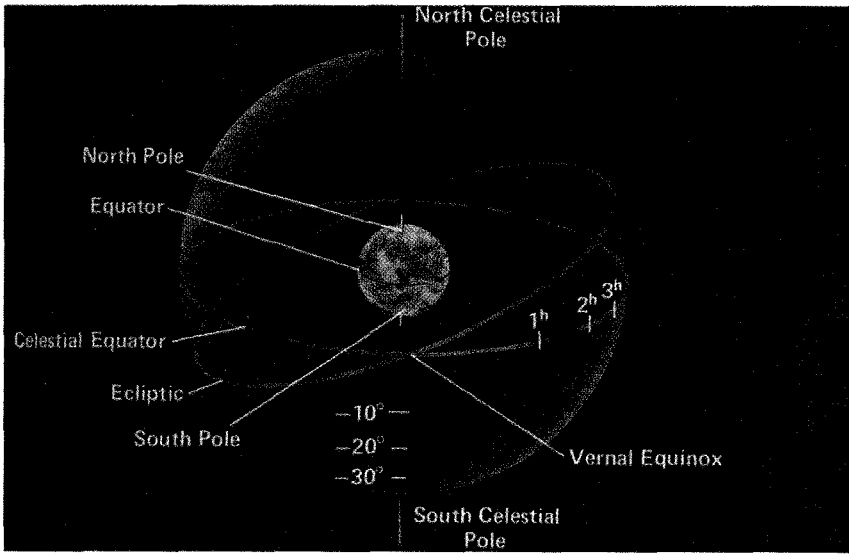 North Celestial
Pole
North Pole
Equator
1ʰ
2ʰ
3ʰ
Celestial Equator
Ecliptic
South Pole
−10°
−20°
−30°
Vernal Equinox
South Celestial
Pole